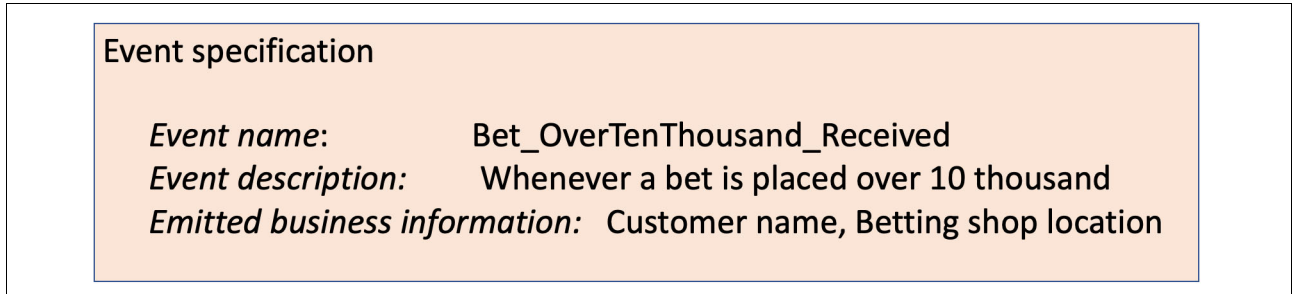 Event specification
Event name: Bet_OverTenThousand_Received
Event description: Whenever a bet is placed over 10 thousand
Emitted business information: Customer name, Betting shop location